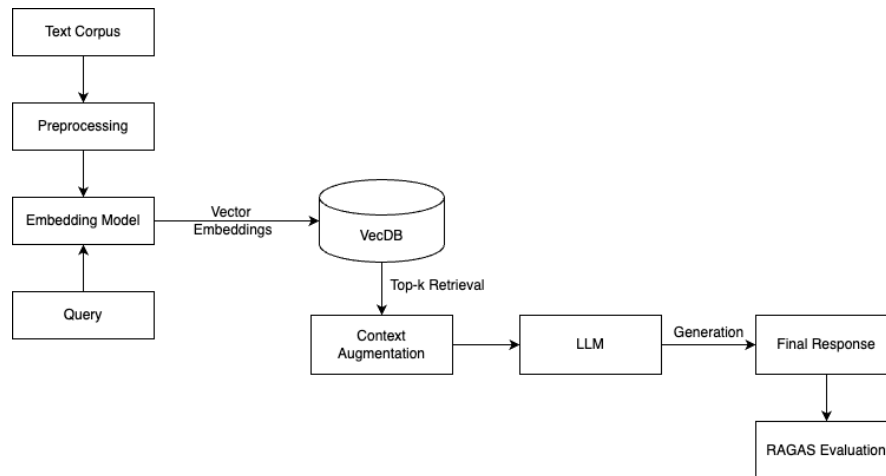 Text Corpus
Preprocessing
Embedding Model
Vector
Embeddings
VecDB
Query
Top-k Retrieval
Context
Augmentation
LLM
Generation
Final Response
RAGAS Evaluation